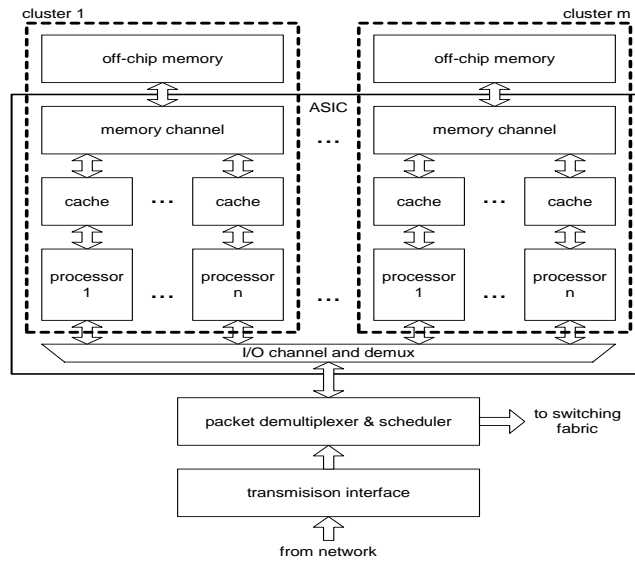 cluster 1
cluster m
off-chip memory
off-chip memory
ASIC
memory channel
...
memory channel
cache
...
cache
cache
...
cache
processor
1
...
processor
n
...
processor
1
...
processor
n
I/O channel and demux
packet demultiplexer & scheduler
to switching
fabric
transmisison interface
from network